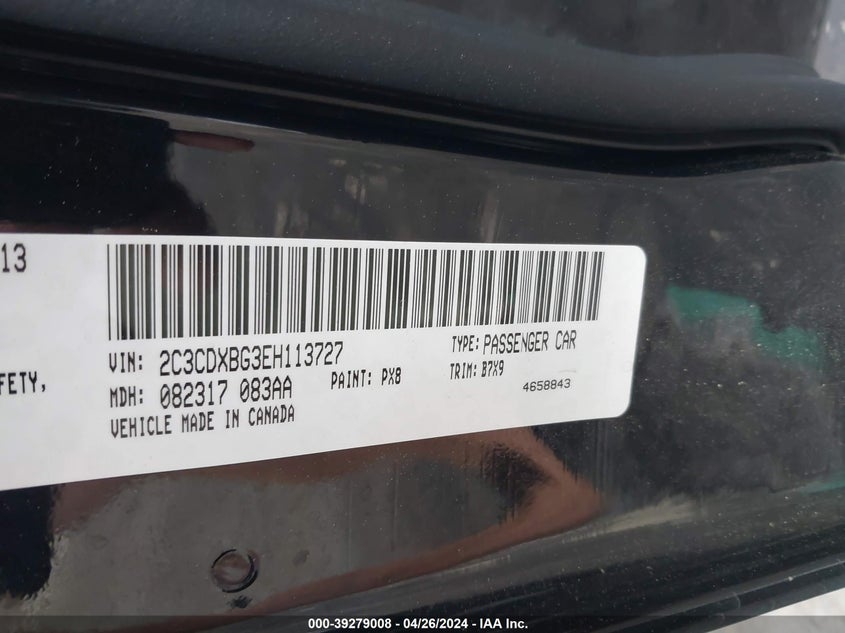 13
FETY,
VIN: 2C3CDXBG3EH113727
TYPE: PASSENGER CAR
MDH: 082317 083AA
PAINT: PX8
TRIM: B7X9
VEHICLE MADE IN CANADA
4658843
000-39279008 - 04/26/2024 - IAA Inc.